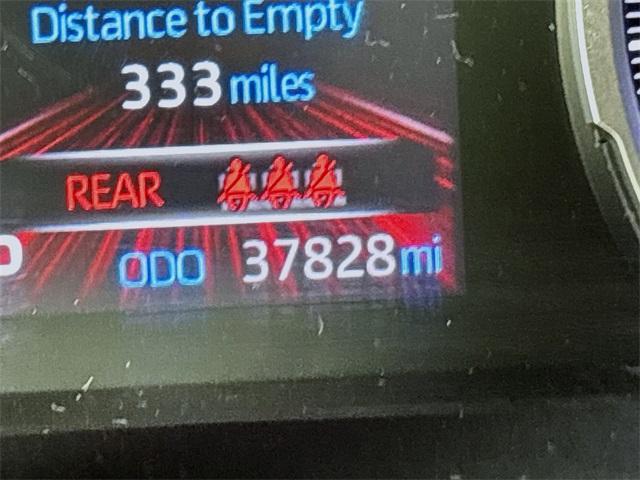 Distance to Empty
333 miles
REAR
ODO 37828 mi